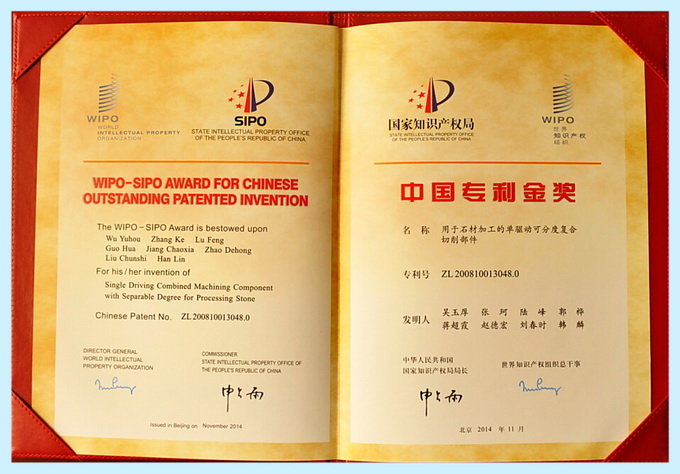 WIPO
WORLD
INTELLECTUAL PROPERTY
ORGANIZATION
SIPO
STATE INTELLECTUAL PROPERTY OFFICE
OF THE PEOPLE'S REPUBLIC OF CHINA
WIPO-SIPO AWARD FOR CHINESE
OUTSTANDING PATENTED INVENTION
The WIPO-SIPO Award is bestowed upon
Wu Yuhou Zhang Ke Lu Feng
Guo Hua Jiang Chaoxia Zhao Dehong
Liu Chunshi Han Lin
For his/her invention of
Single Driving Combined Machining Component
with Separable Degree for Processing Stone
Chinese Patent No. ZL200810013048.0
DIRECTOR GENERAL
WORLD INTELLECTUAL
PROPERTY ORGANIZATION
COMMISSIONER
STATE INTELLECTUAL PROPERTY OFFICE OF
THE PEOPLE'S REPUBLIC OF CHINA
申长雨
Issued in Beijing on November 2014
国家知识产权局
STATE INTELLECTUAL PROPERTY OFFICE
OF THE PEOPLE'S REPUBLIC OF CHINA
WIPO
世界
知识产权
组织
中国专利金奖
名 称 用于石材加工的单驱动可分度复合
切削部件
专利号 ZL200810013048.0
发明人 吴玉厚 张 珂 陆 峰 郭 桦
蒋超霞 赵德宏 刘春时 韩 麟
中华人民共和国
国家知识产权局局长
世界知识产权组织总干事
申长雨
北京 2014 年 11 月